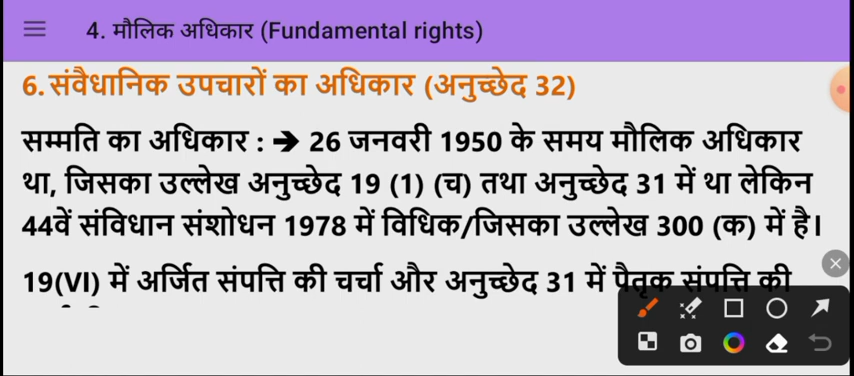 4. मौलिक अधिकार (Fundamental rights)
6. संवैधानिक उपचारों का अधिकार (अनुच्छेद 32)
सम्मति का अधिकार : ➔ 26 जनवरी 1950 के समय मौलिक अधिकार
था, जिसका उल्लेख अनुच्छेद 19 (1) (च) तथा अनुच्छेद 31 में था लेकिन
44वें संविधान संशोधन 1978 में विधिक/जिसका उल्लेख 300 (क) में है।
19(VI) में अर्जित संपत्ति की चर्चा और अनुच्छेद 31 में पैतृक संपत्ति की